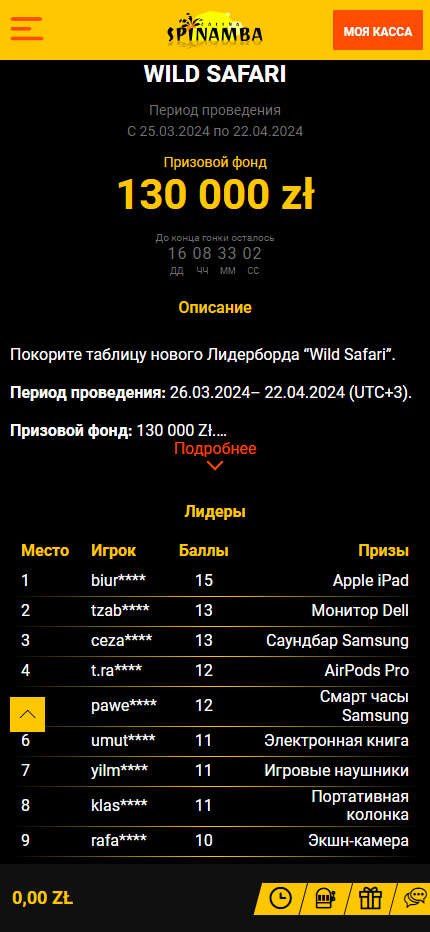 CASINO
SPINAMBA
МОЯ КАССА
WILD SAFARI
Период проведения
С 25.03.2024 по 22.04.2024
Призовой фонд
130 000 zł
До конца гонки осталось
16 08 33 02
ДД ЧЧ ММ СС
Описание
Покорите таблицу нового Лидерборда “Wild Safari”.
Период проведения: 26.03.2024– 22.04.2024 (UTC+3).
Призовой фонд: 130 000 Zł....
Подробнее
Лидеры
Место Игрок Баллы Призы
1 biur**** 15 Apple iPad
2 tzab**** 13 Монитор Dell
3 ceza**** 13 Саундбар Samsung
4 t.ra**** 12 AirPods Pro
pawe**** 12 Смарт часы
Samsung
6 umut**** 11 Электронная книга
7 yilm**** 11 Игровые наушники
8 klas**** 11 Портативная
колонка
9 rafa**** 10 Экшн-камера
0,00 ZŁ